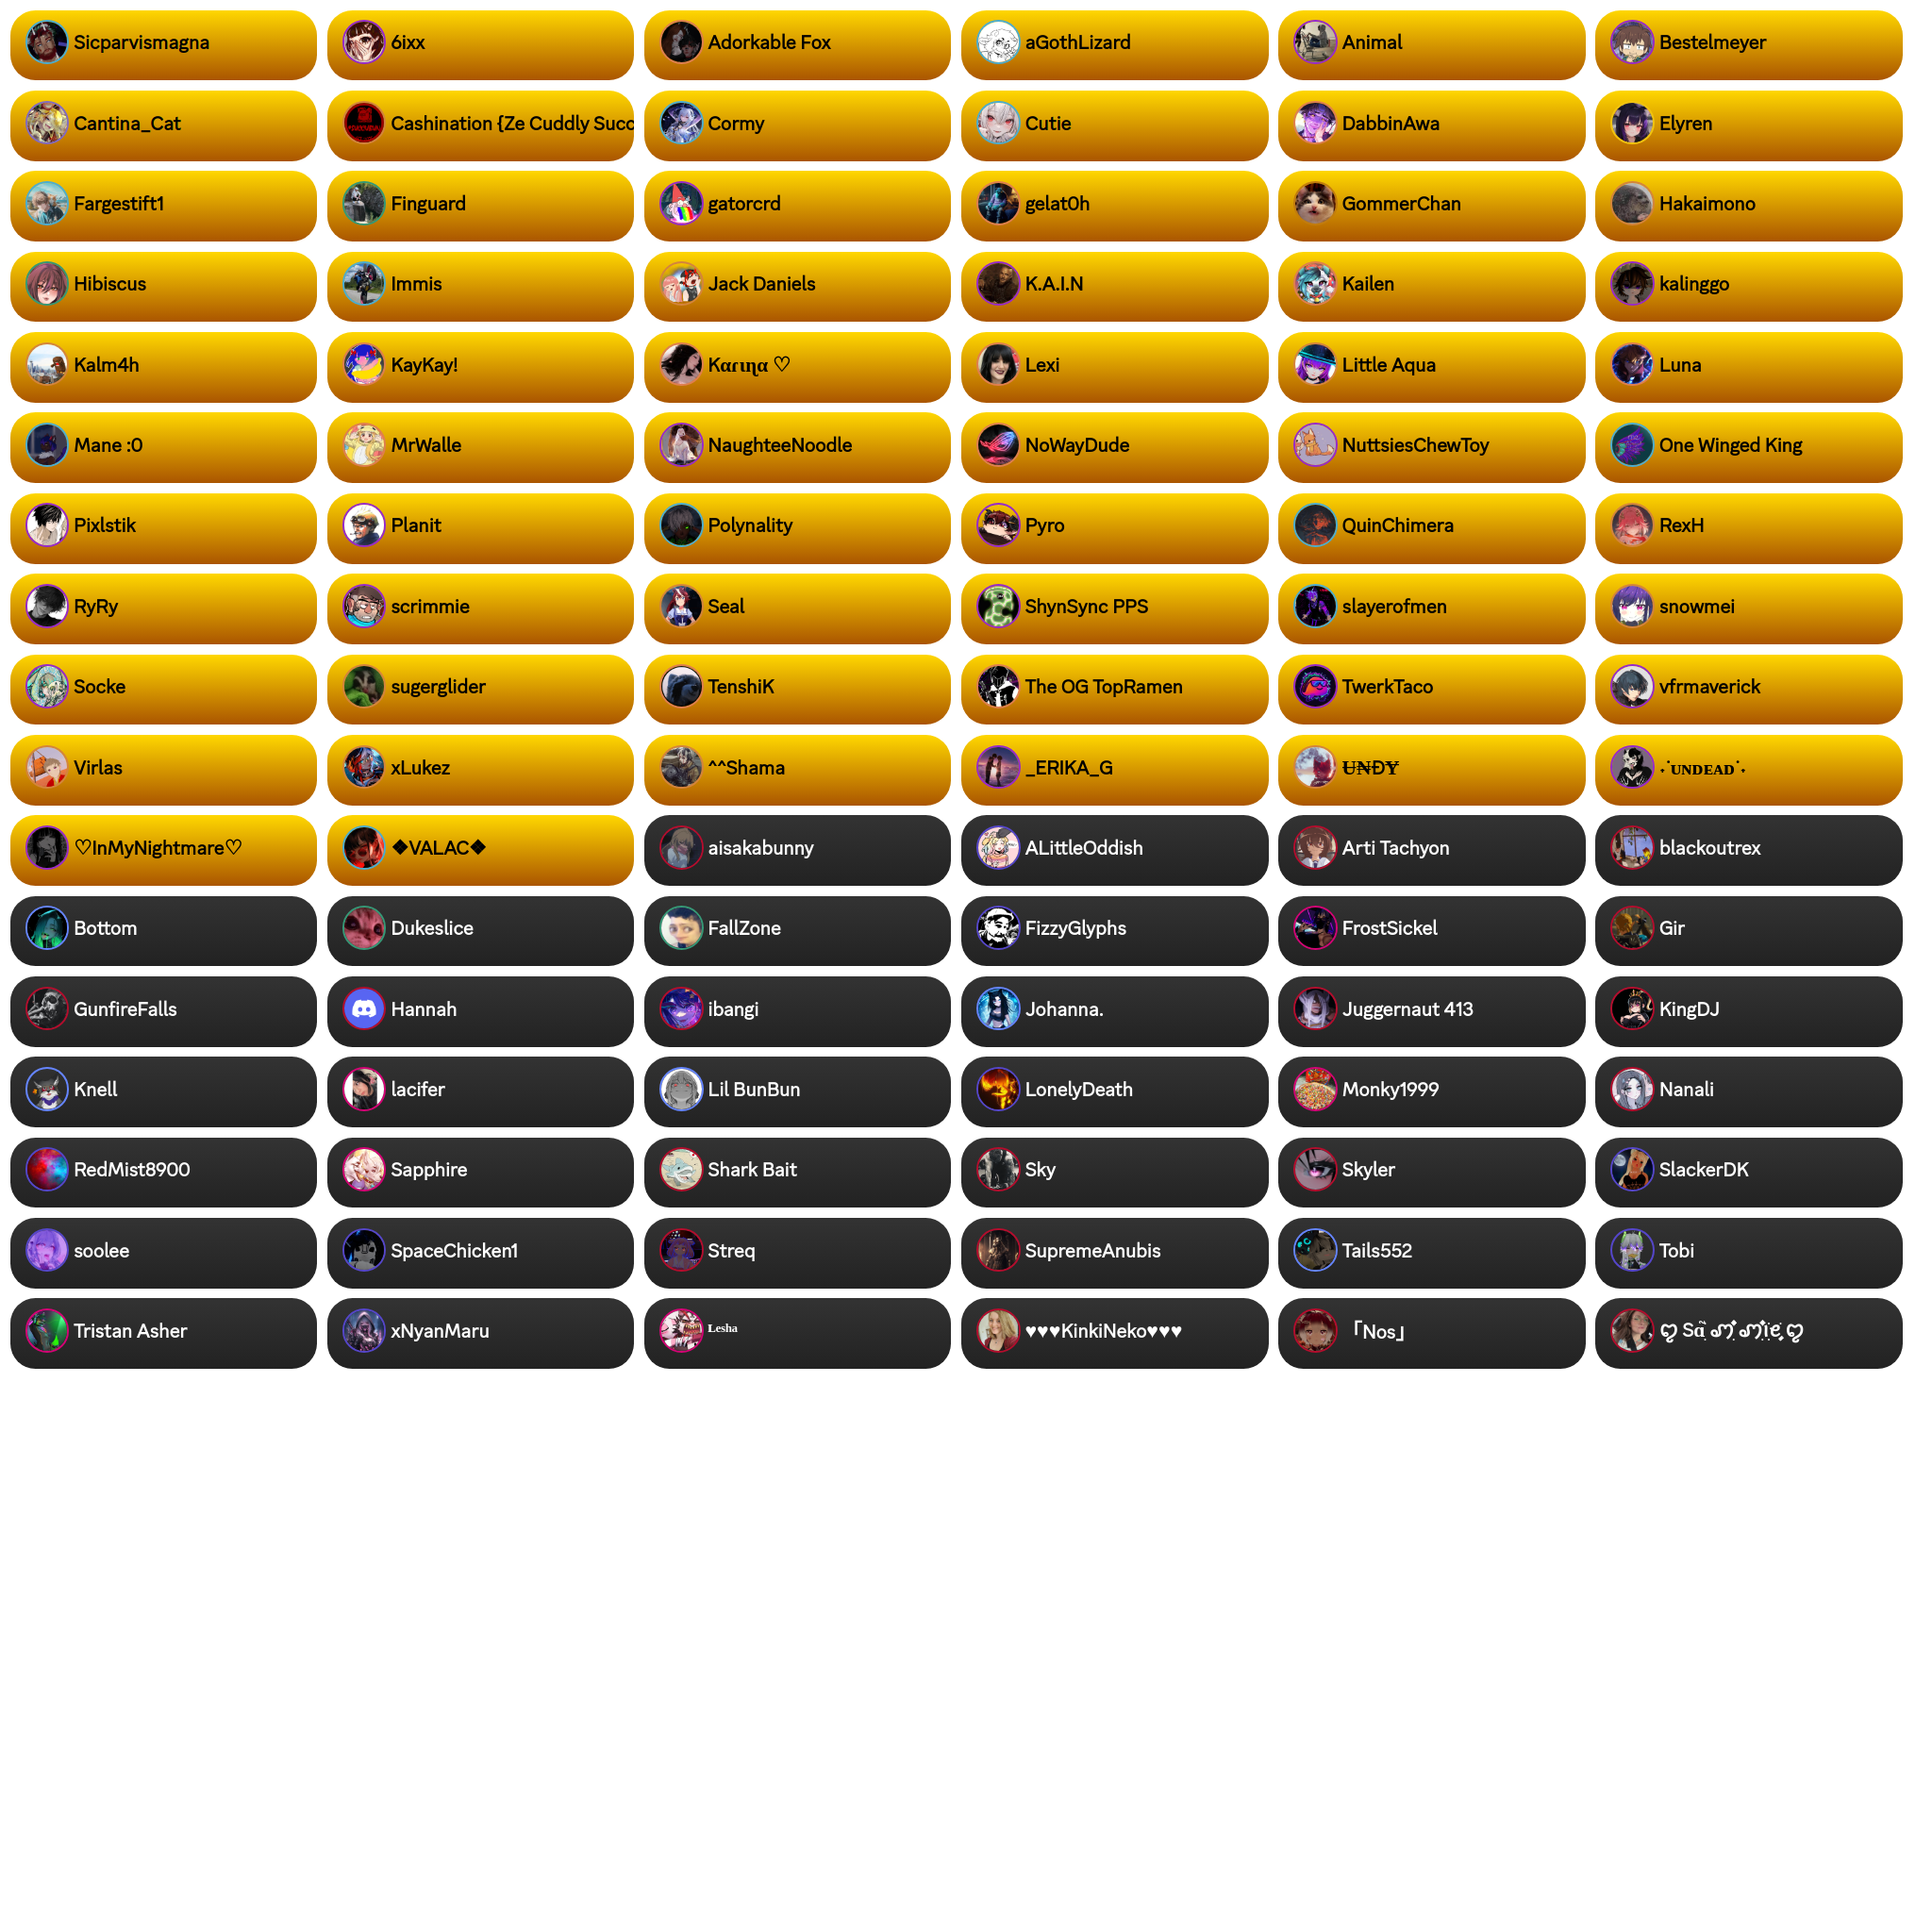 Sicparvismagna
6ixx
Adorkable Fox
aGothLizard
Animal
Bestelmeyer
Cantina_Cat
Cashination {Ze Cuddly Succ
Cormy
Cutie
DabbinAwa
Elyren
Fargestift1
Finguard
gatorcrd
gelat0h
GommerChan
Hakaimono
Hibiscus
Immis
Jack Daniels
K.A.I.N
Kailen
kalinggo
Kalm4h
KayKay!
Kαɾιɳα ♡
Lexi
Little Aqua
Luna
Mane :0
MrWalle
NaughteeNoodle
NoWayDude
NuttsiesChewToy
One Winged King
Pixlstik
Planit
Polynality
Pyro
QuinChimera
RexH
RyRy
scrimmie
Seal
ShynSync PPS
slayerofmen
snowmei
Socke
sugerglider
TenshiK
The OG TopRamen
TwerkTaco
vfrmaverick
Virlas
xLukez
^^Shama
_ERIKA_G
U̶N̶ĐY̶
˖˙ᴜɴᴅᴇᴀᴅ˙˖
♡InMyNightmare♡
❖VALAC❖
aisakabunny
ALittleOddish
Arti Tachyon
blackoutrex
Bottom
Dukeslice
FallZone
FizzyGlyphs
FrostSickel
Gir
GunfireFalls
Hannah
ibangi
Johanna.
Juggernaut 413
KingDJ
Knell
lacifer
Lil BunBun
LonelyDeath
Monky1999
Nanali
RedMist8900
Sapphire
Shark Bait
Sky
Skyler
SlackerDK
soolee
SpaceChicken1
Streq
SupremeAnubis
Tails552
Tobi
Tristan Asher
xNyanMaru
ᴸᵉˢʰᵃ
♥♥♥KinkiNeko♥♥♥
「Nos」